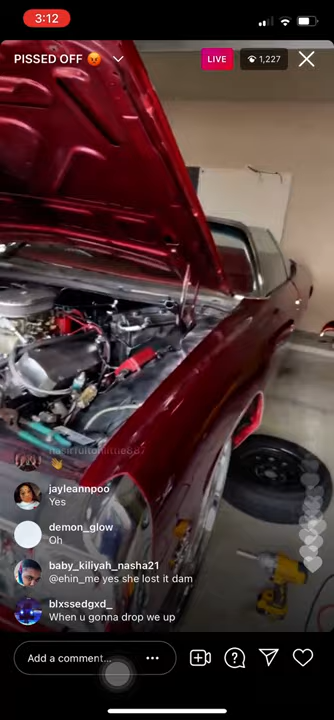 3:12
PISSED OFF 😡
LIVE
1,227
jayleannpoo
Yes
demon_glow
Oh
baby_kiliyah_nasha21
@ehin_me yes she lost it dam
blxssedgxd_
When u gonna drop we up
Add a comment...